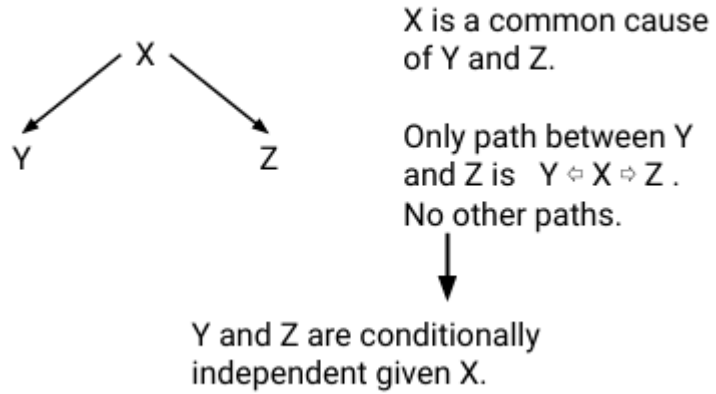 X
Y
Z
X is a common cause
of Y and Z.
Only path between Y
and Z is Y ⇦ X ⇨ Z .
No other paths.
Y and Z are conditionally
independent given X.